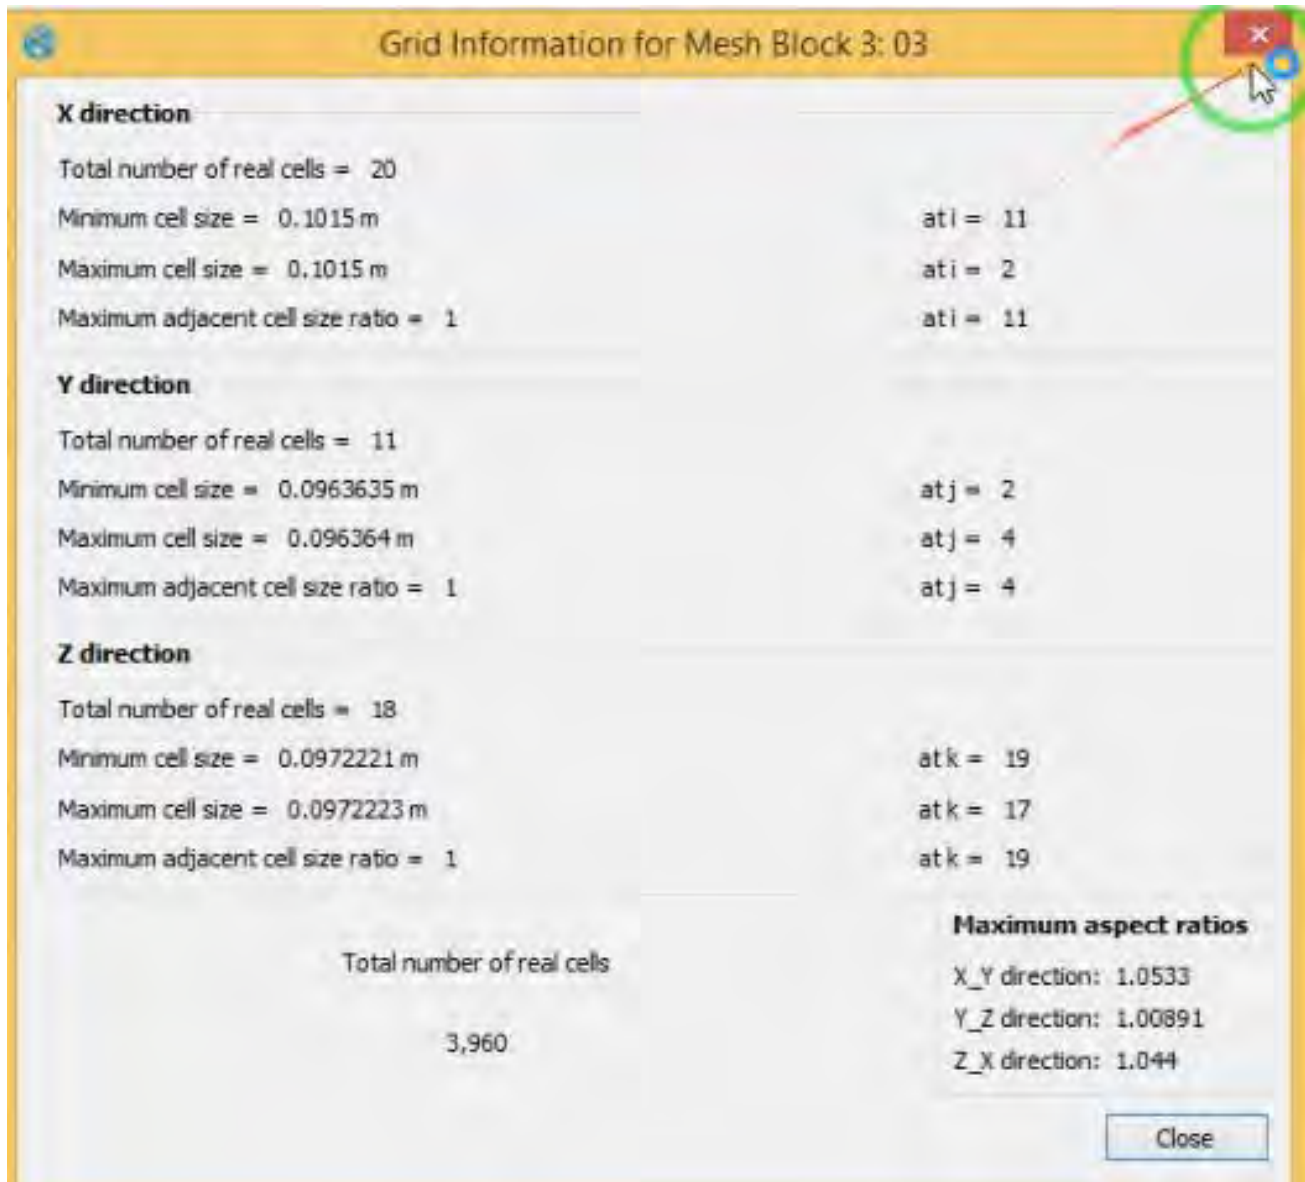 Grid Information for Mesh Block 3: 03
X direction
Total number of real cells = 20
Minimum cell size = 0.1015 m at i = 11
Maximum cell size = 0.1015 m at i = 2
Maximum adjacent cell size ratio = 1 at i = 11
Y direction
Total number of real cells = 11
Minimum cell size = 0.0963635 m at j = 2
Maximum cell size = 0.096364 m at j = 4
Maximum adjacent cell size ratio = 1 at j = 4
Z direction
Total number of real cells = 18
Minimum cell size = 0.0972221 m at k = 19
Maximum cell size = 0.0972223 m at k = 17
Maximum adjacent cell size ratio = 1 at k = 19
Total number of real cells
3,960
Maximum aspect ratios
X_Y direction: 1.0533
Y_Z direction: 1.00891
Z_X direction: 1.044
Close